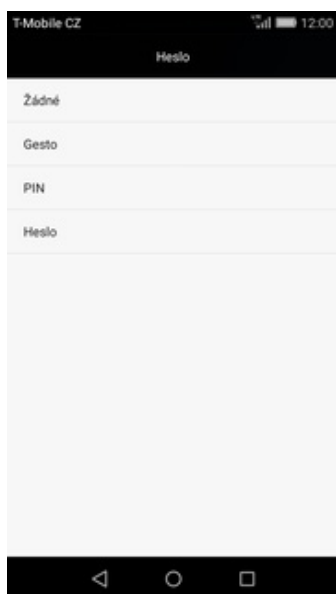 T-Mobile CZ 12:00
Heslo
Žádné
Gesto
PIN
Heslo